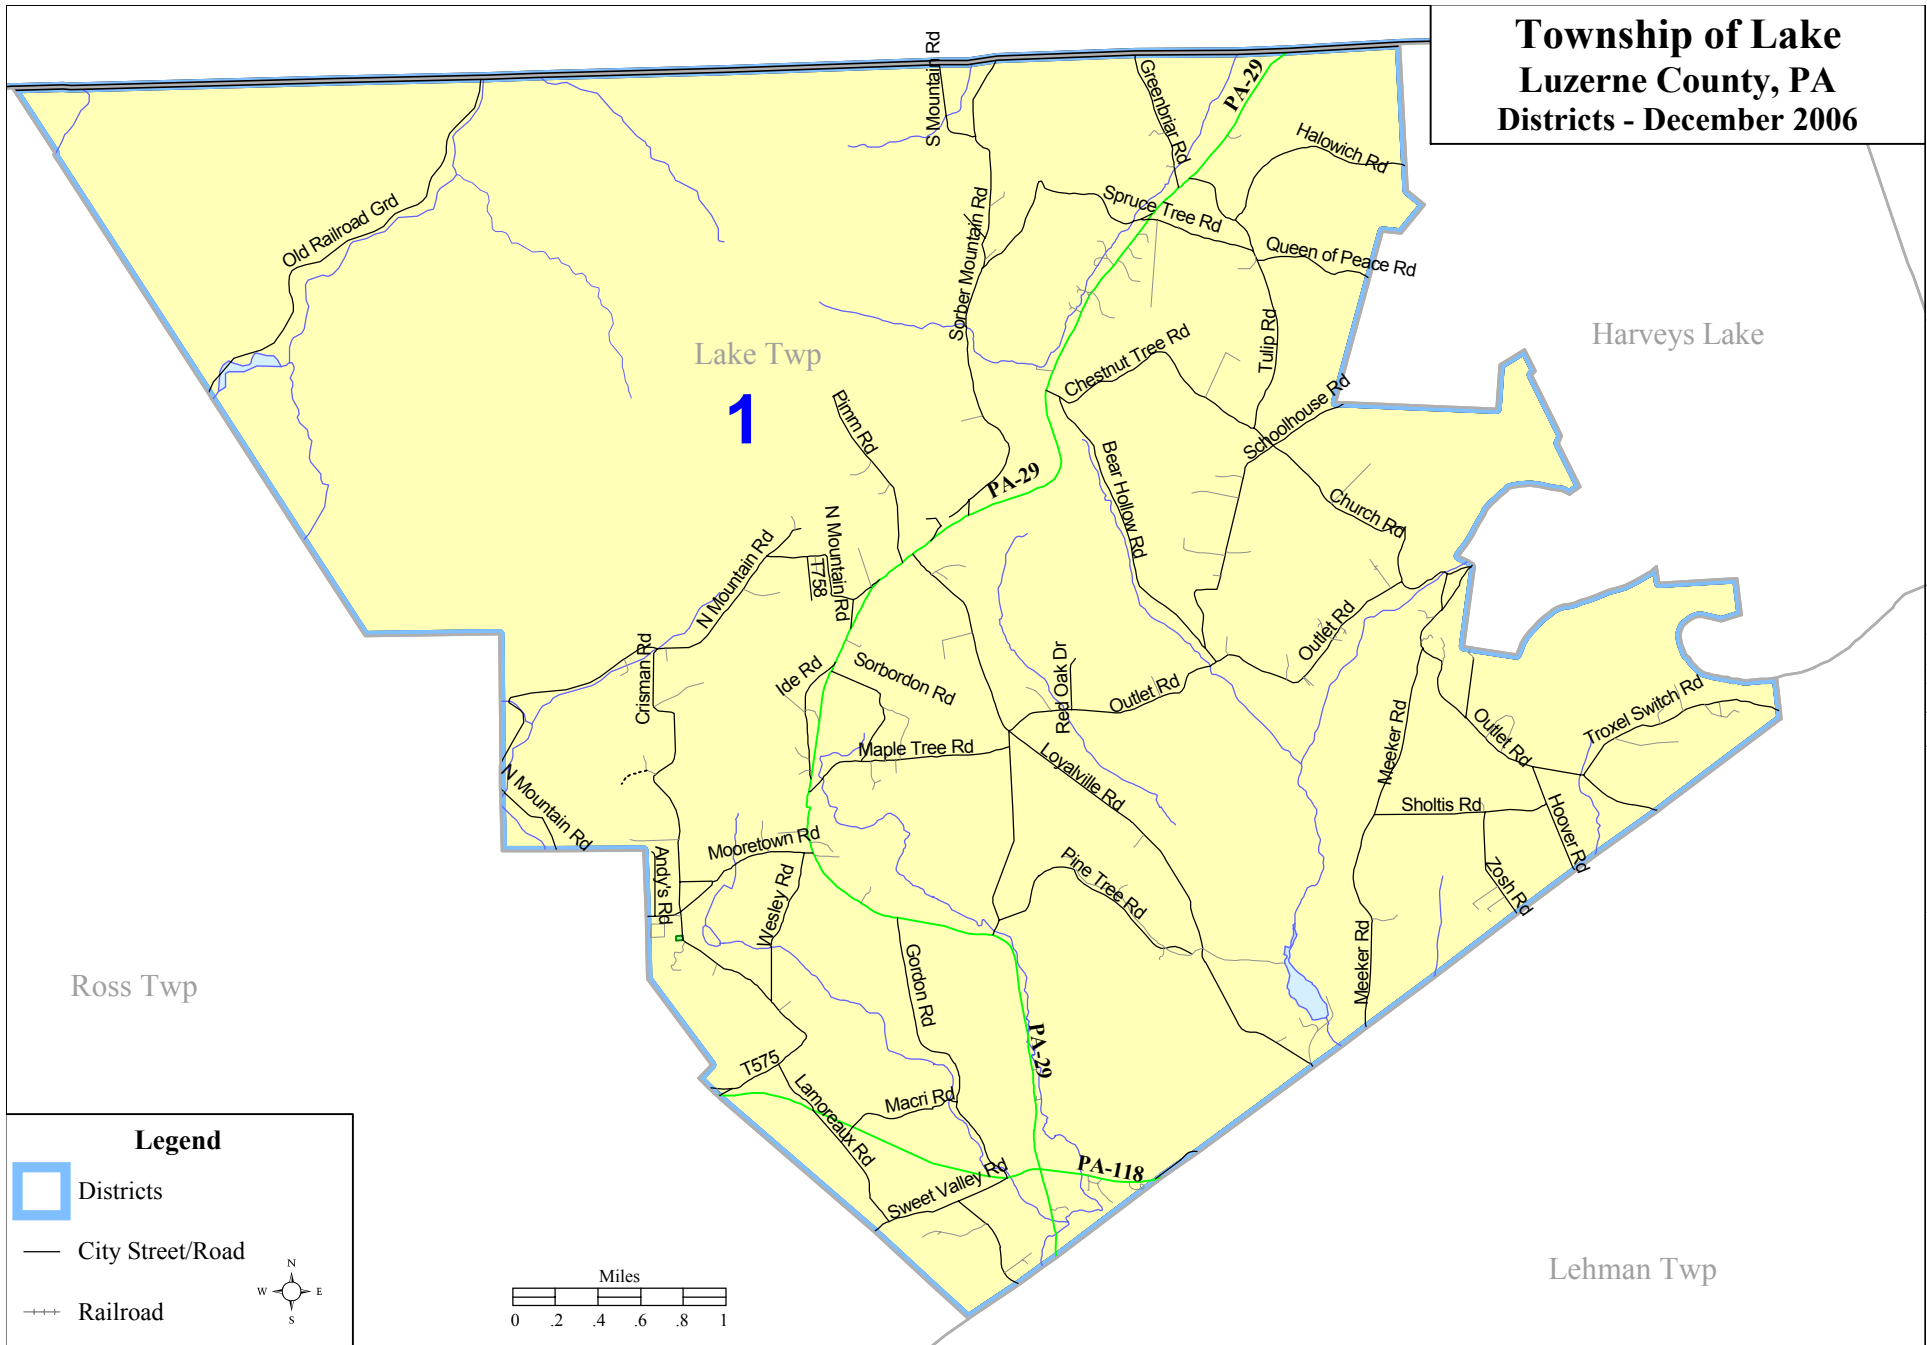 Township of Lake
Luzerne County, PA
Districts - December 2006
S Mountain Rd
Greenbriar Rd
PA-29
Halowich Rd
Old Railroad Grd
Sorber Mountain Rd
Spruce Tree Rd
Queen of Peace Rd
Harveys Lake
Lake Twp
1
Chestnut Tree Rd
Tulip Rd
Pimm Rd
Schoolhouse Rd
PA-29
Bear Hollow Rd
Church Rd
N Mountain Rd
T758
N Mountain Rd
Outlet Rd
Crisman Rd
Ide Rd
Sorbordon Rd
Red Oak Dr
Outlet Rd
Meeker Rd
Outlet Rd
Troxel Switch Rd
Maple Tree Rd
Loyalville Rd
N Mountain Rd
Sholtis Rd
Hoover Rd
Mooretown Rd
Andy's Rd
Wesley Rd
Pine Tree Rd
Zosh Rd
Gordon Rd
Meeker Rd
Ross Twp
PA-29
T575
Lamoreaux Rd
Macri Rd
Sweet Valley Rd
PA-118
Lehman Twp
Legend
Districts
City Street/Road
Railroad
N
W E
S
Miles
0 .2 .4 .6 .8 1